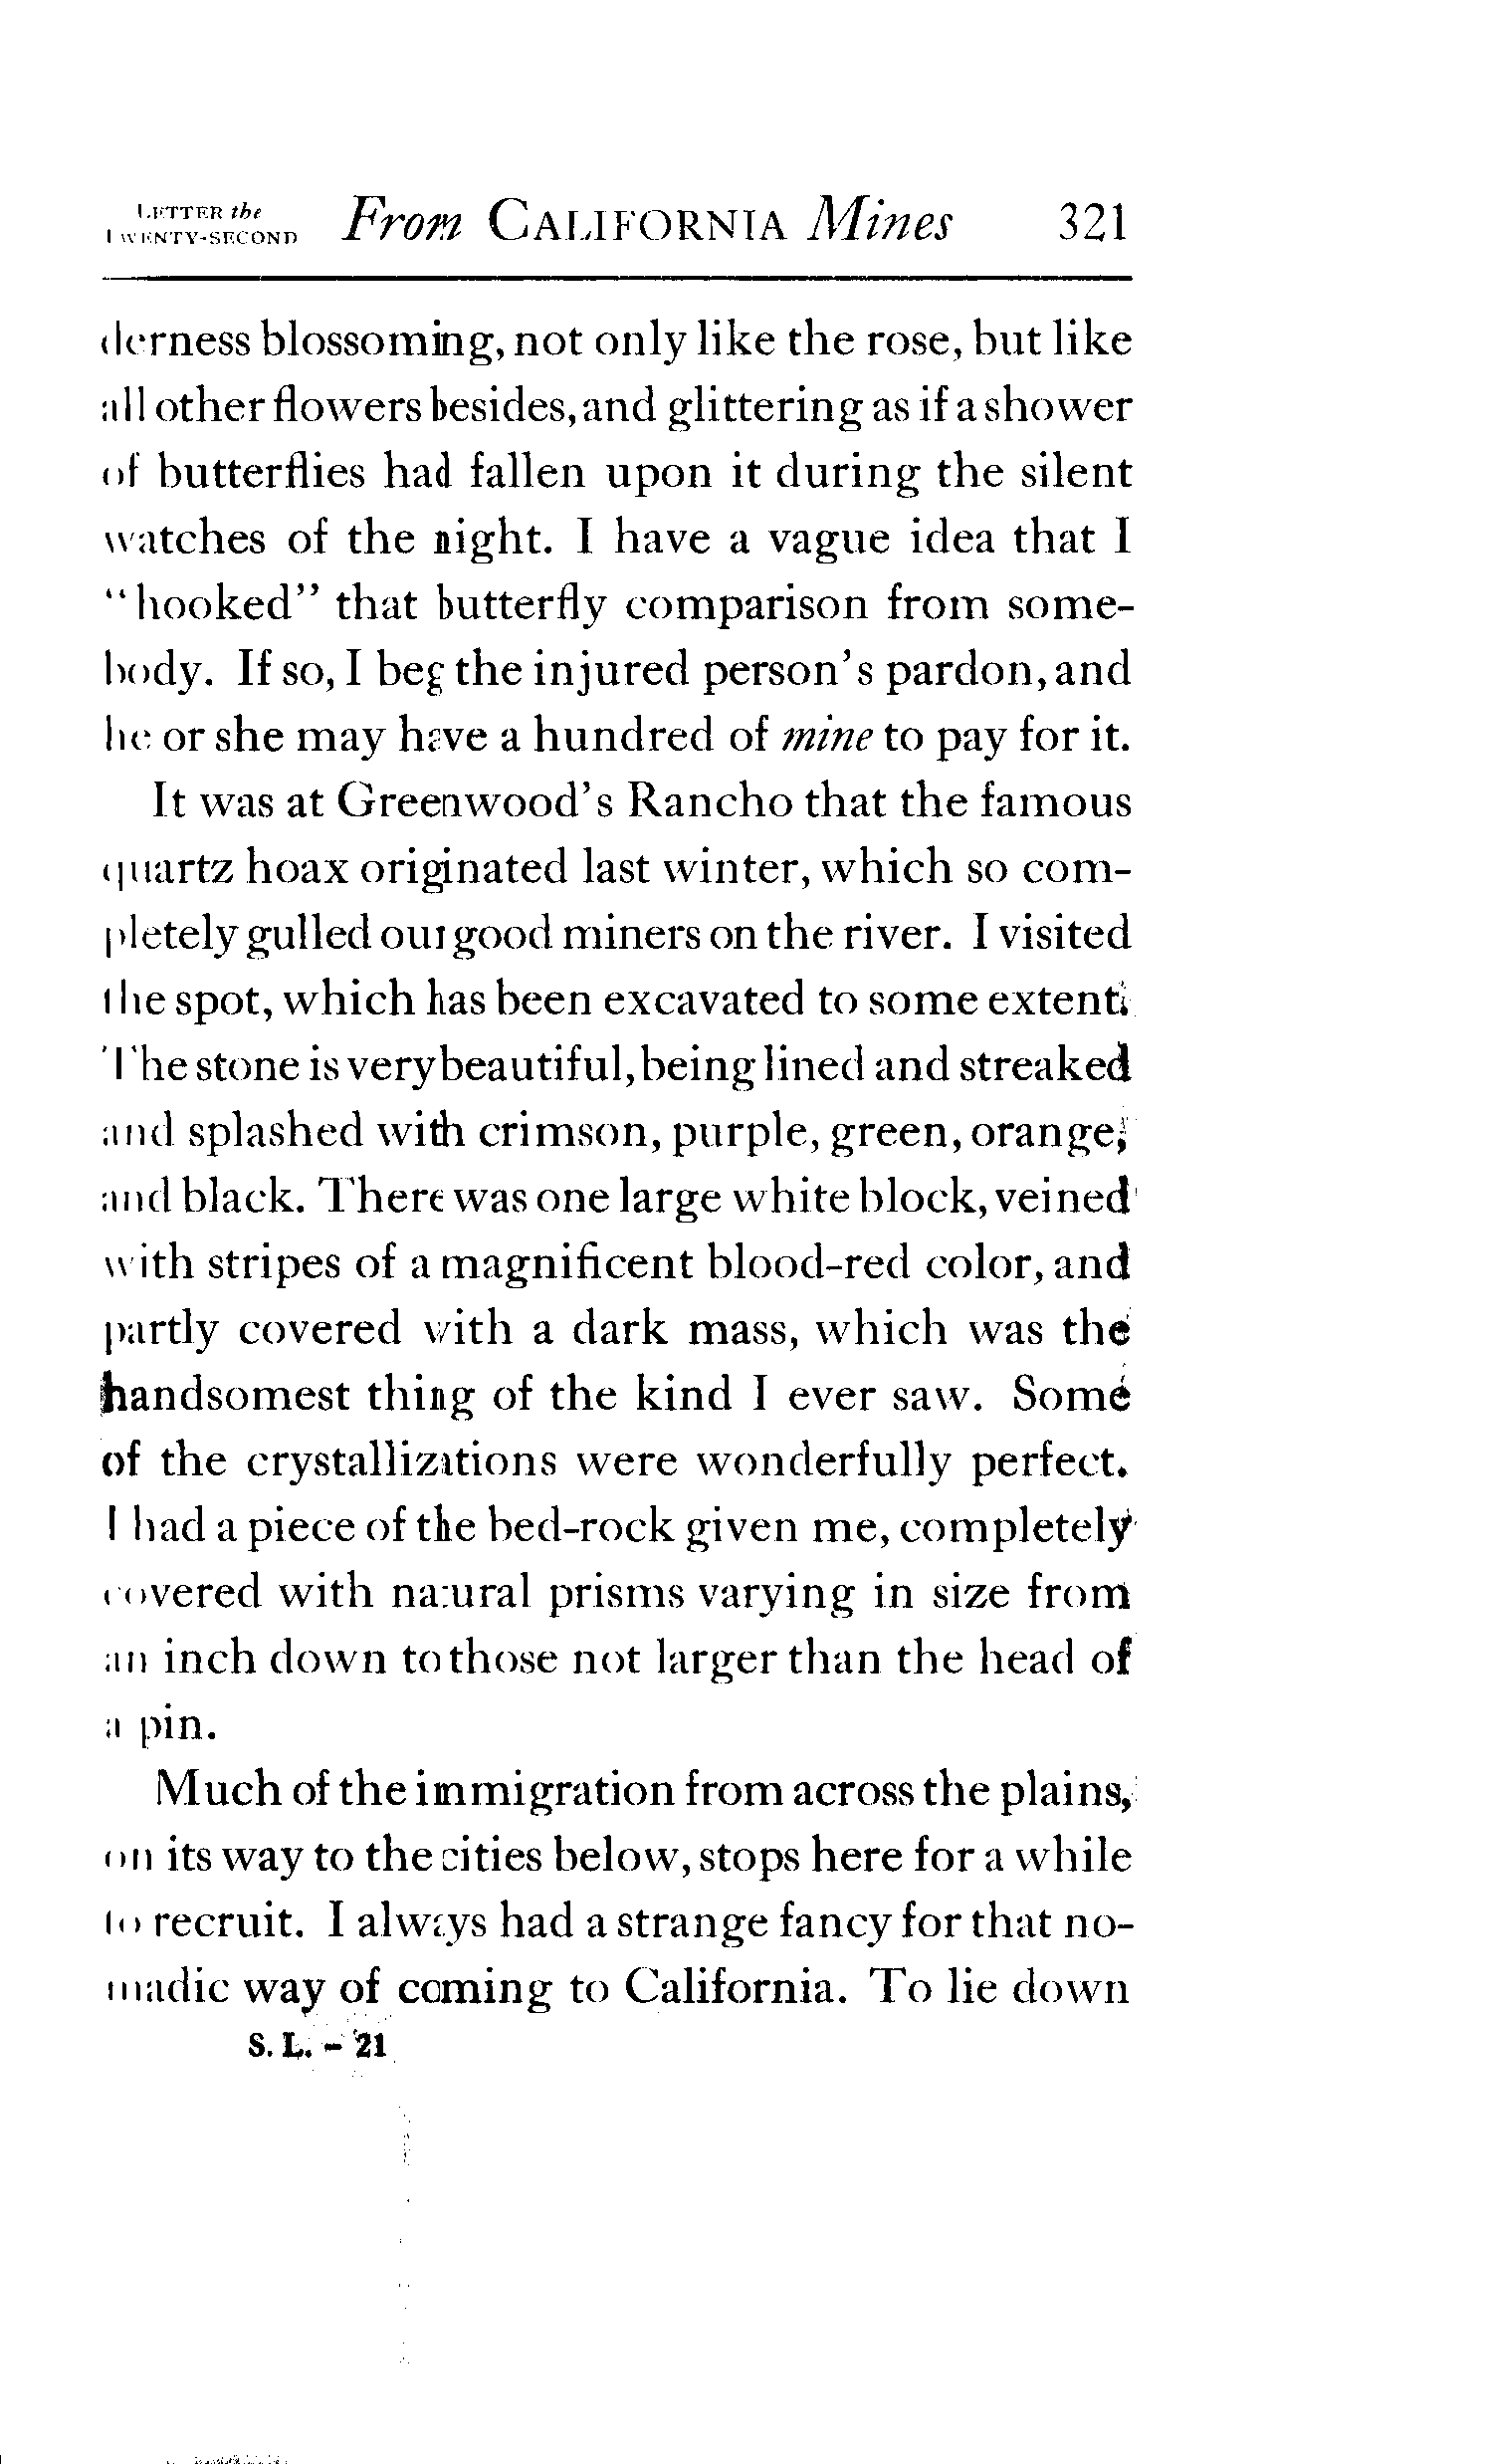 LETTER the
TWENTY-SECOND From CALIFORNIA Mines 321
derness blossoming, not only like the rose, but like
all other flowers besides, and glittering as if a shower
of butterflies had fallen upon it during the silent
watches of the night. I have a vague idea that I
"hooked" that butterfly comparison from some-
body. If so, I beg the injured person's pardon, and
he or she may have a hundred of mine to pay for it.
It was at Greenwood's Rancho that the famous
quartz hoax originated last winter, which so com-
pletely gulled our good miners on the river. I visited
the spot, which has been excavated to some extent.
The stone is very beautiful, being lined and streaked
and splashed with crimson, purple, green, orange,
and black. There was one large white block, veined
with stripes of a magnificent blood-red color, and
partly covered with a dark mass, which was the
handsomest thing of the kind I ever saw. Some
of the crystallizations were wonderfully perfect.
I had a piece of the bed-rock given me, completely
covered with natural prisms varying in size from
an inch down to those not larger than the head of
a pin.
Much of the immigration from across the plains,
on its way to the cities below, stops here for a while
to recruit. I always had a strange fancy for that no-
madic way of coming to California. To lie down
S. L. – 21